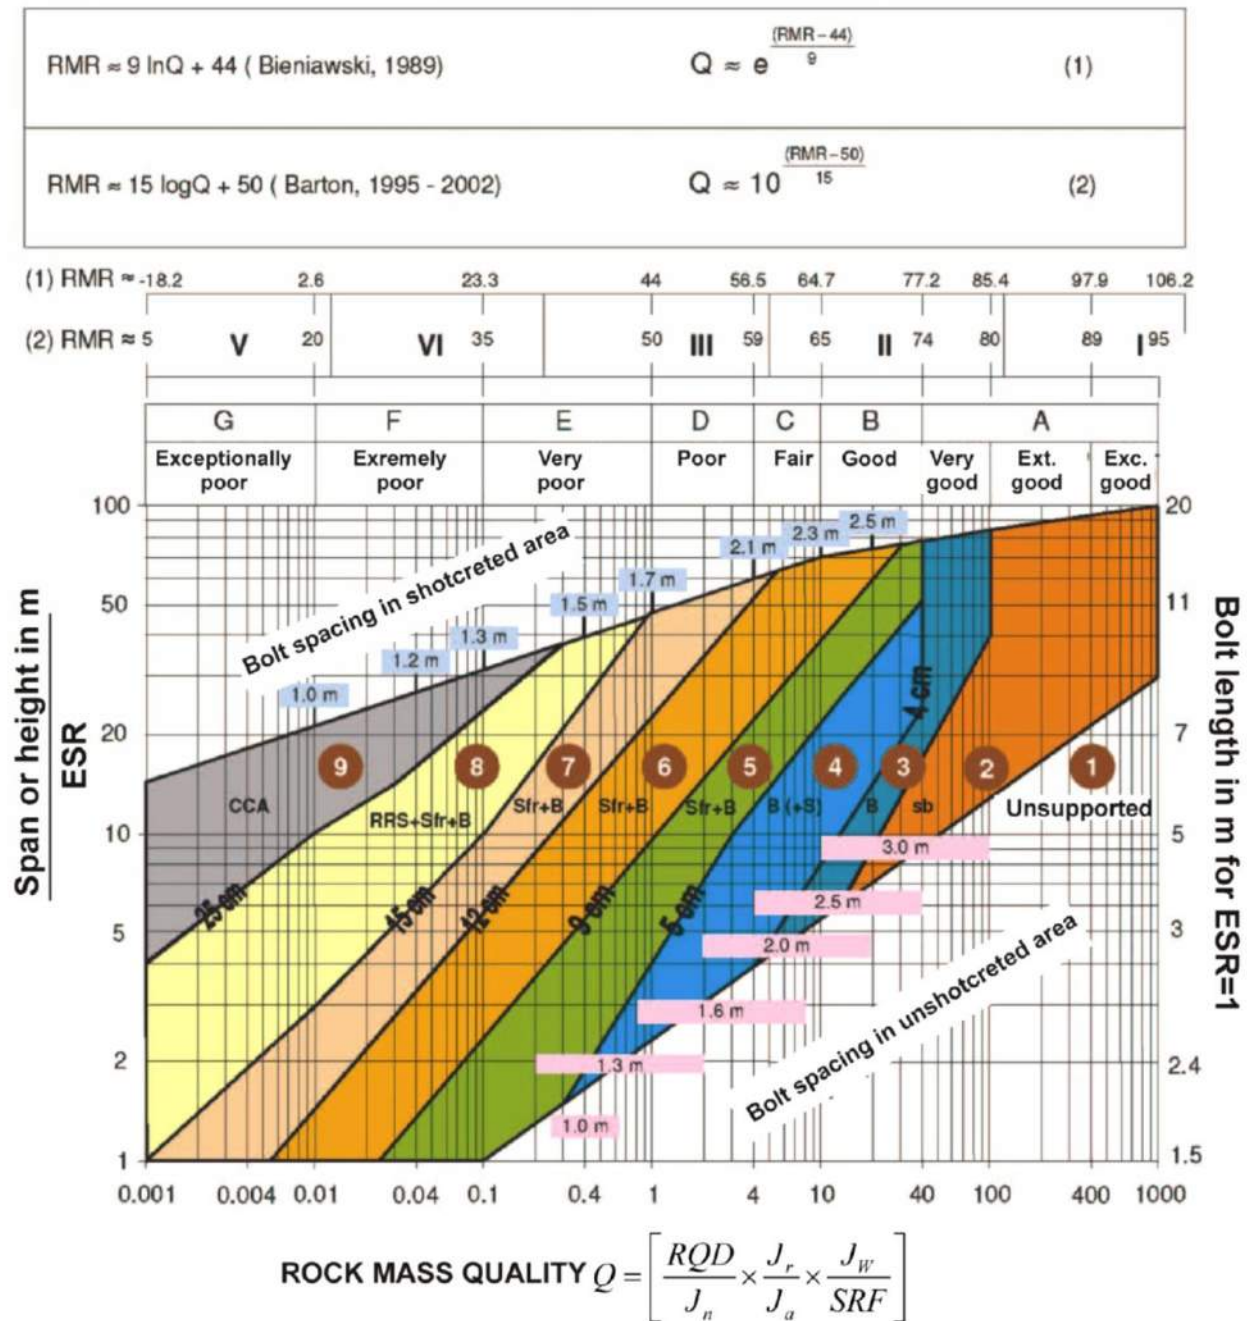 RMR ≈ 9 lnQ + 44 ( Bieniawski, 1989) Q ≈ e (RMR−44) 9 (1)
RMR ≈ 15 logQ + 50 ( Barton, 1995 - 2002) Q ≈ 10 (RMR−50) 15 (2)
(1) RMR ≈ -18.2 2.6 23.3 44 56.5 64.7 77.2 85.4 97.9 106.2
(2) RMR ≈ 5 V 20 VI 35 50 III 59 65 II 74 80 89 I 95
G F E D C B A
Exceptionally poor
Exremely poor
Very poor
Poor
Fair
Good
Very good
Ext. good
Exc. good
Span or height in m
ESR
100
50
20
10
5
2
1
Bolt spacing in shotcreted area
1.0 m
1.2 m
1.3 m
1.5 m
1.7 m
2.1 m
2.3 m
2.5 m
9 8 7 6 5 4 3 2 1
CCA
RRS+Sfr+B
Sfr+B
Sfr+B
Sfr+B
B (+S)
B
sb
Unsupported
25 cm
15 cm
12 cm
9 cm
5 cm
4 cm
3.0 m
2.5 m
2.0 m
1.6 m
1.3 m
1.0 m
Bolt spacing in unshotcreted area
20
11
7
5
3
2.4
1.5
Bolt length in m for ESR=1
0.001 0.004 0.01 0.04 0.1 0.4 1 4 10 40 100 400 1000
ROCK MASS QUALITY Q = [ RQD / Jn × Jr / Ja × JW / SRF ]